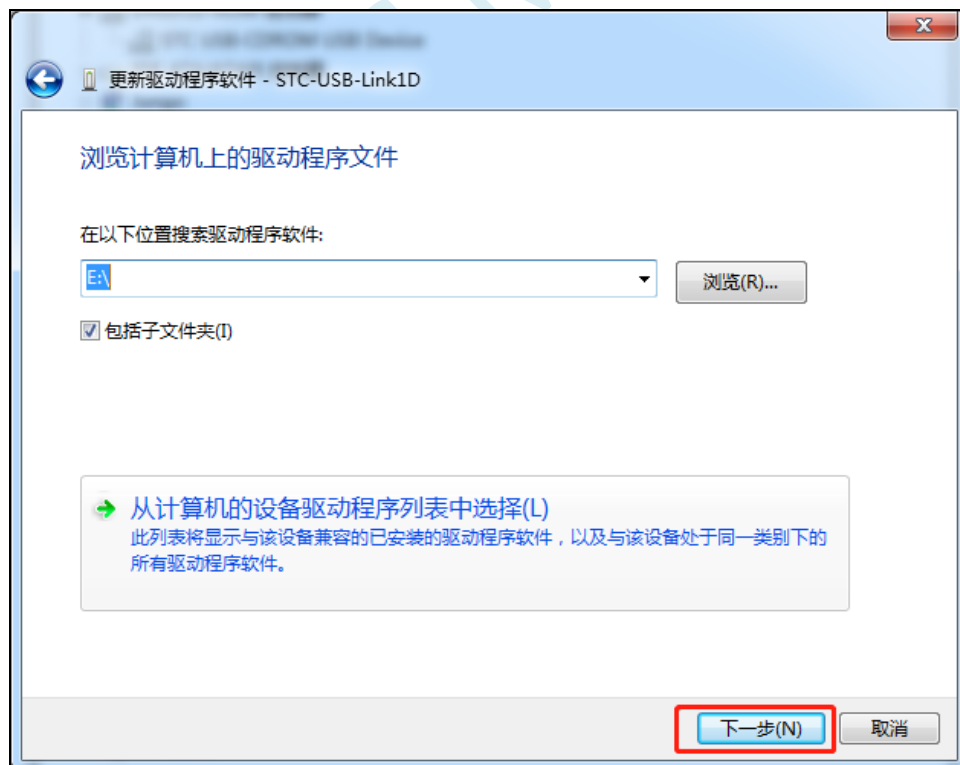 STC USB-CDROM USB Device
更新驱动程序软件 - STC-USB-Link1D
浏览计算机上的驱动程序文件
在以下位置搜索驱动程序软件:
E:\
浏览(R)...
包括子文件夹(I)
从计算机的设备驱动程序列表中选择(L)
此列表将显示与该设备兼容的已安装的驱动程序软件，以及与该设备处于同一类别下的
所有驱动程序软件。
下一步(N)
取消